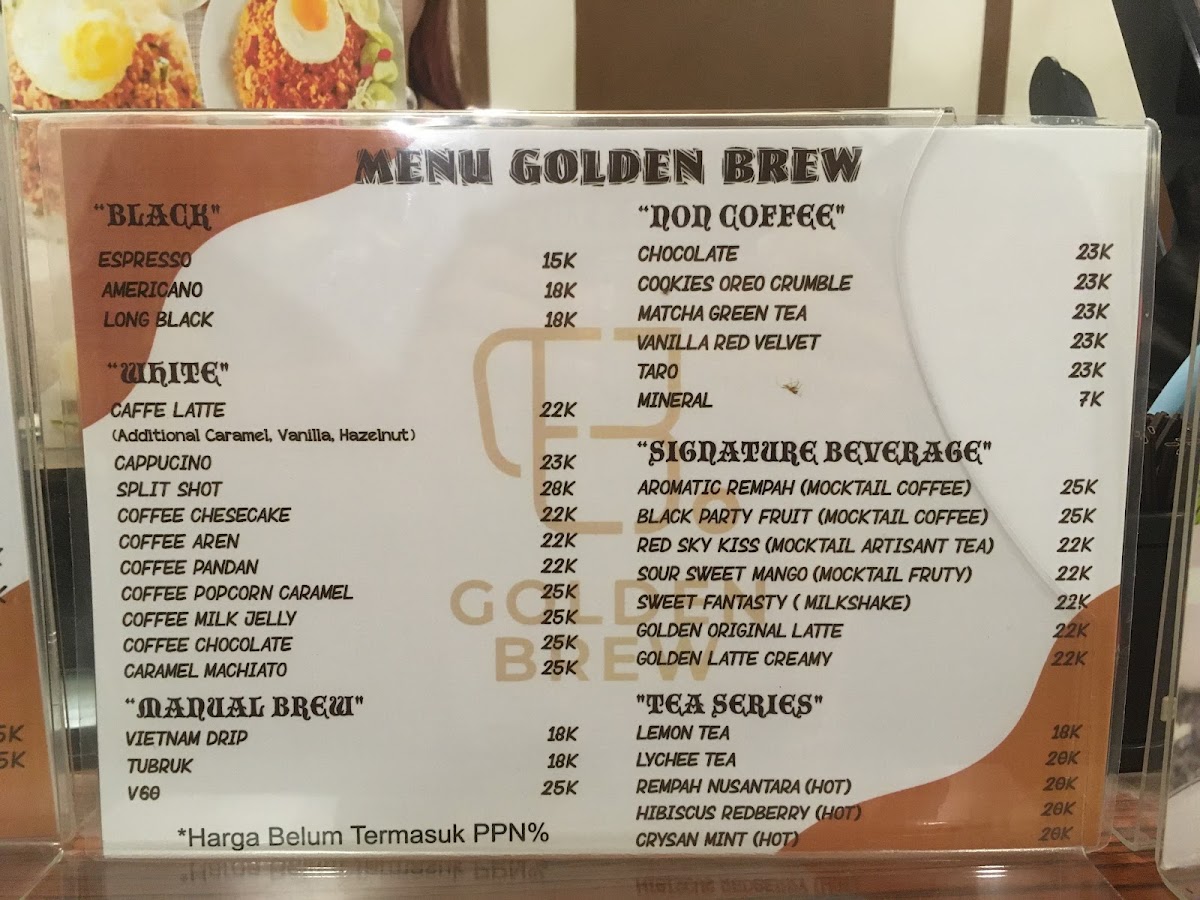 MENU GOLDEN BREW
"BLACK"
ESPRESSO 15K
AMERICANO 18K
LONG BLACK 18K
"WHITE"
CAFFE LATTE 22K
(Additional Caramel, Vanilla, Hazelnut)
CAPPUCINO 23K
SPLIT SHOT 28K
COFFEE CHESECAKE 22K
COFFEE AREN 22K
COFFEE PANDAN 22K
COFFEE POPCORN CARAMEL 25K
COFFEE MILK JELLY 25K
COFFEE CHOCOLATE 25K
CARAMEL MACHIATO 25K
"MANUAL BREW"
VIETNAM DRIP 18K
TUBRUK 18K
V60 25K
*Harga Belum Termasuk PPN%
"NON COFFEE"
CHOCOLATE 23K
COOKIES OREO CRUMBLE 23K
MATCHA GREEN TEA 23K
VANILLA RED VELVET 23K
TARO 23K
MINERAL 7K
"SIGNATURE BEVERAGE"
AROMATIC REMPAH (MOCKTAIL COFFEE) 25K
BLACK PARTY FRUIT (MOCKTAIL COFFEE) 25K
RED SKY KISS (MOCKTAIL ARTISANT TEA) 22K
SOUR SWEET MANGO (MOCKTAIL FRUTY) 22K
SWEET FANTASTY ( MILKSHAKE) 22K
GOLDEN ORIGINAL LATTE 22K
GOLDEN LATTE CREAMY 22K
"TEA SERIES"
LEMON TEA 18K
LYCHEE TEA 20K
REMPAH NUSANTARA (HOT) 20K
HIBISCUS REDBERRY (HOT) 20K
CRYSAN MINT (HOT) 20K
GOLDEN
BREW
5K
5K